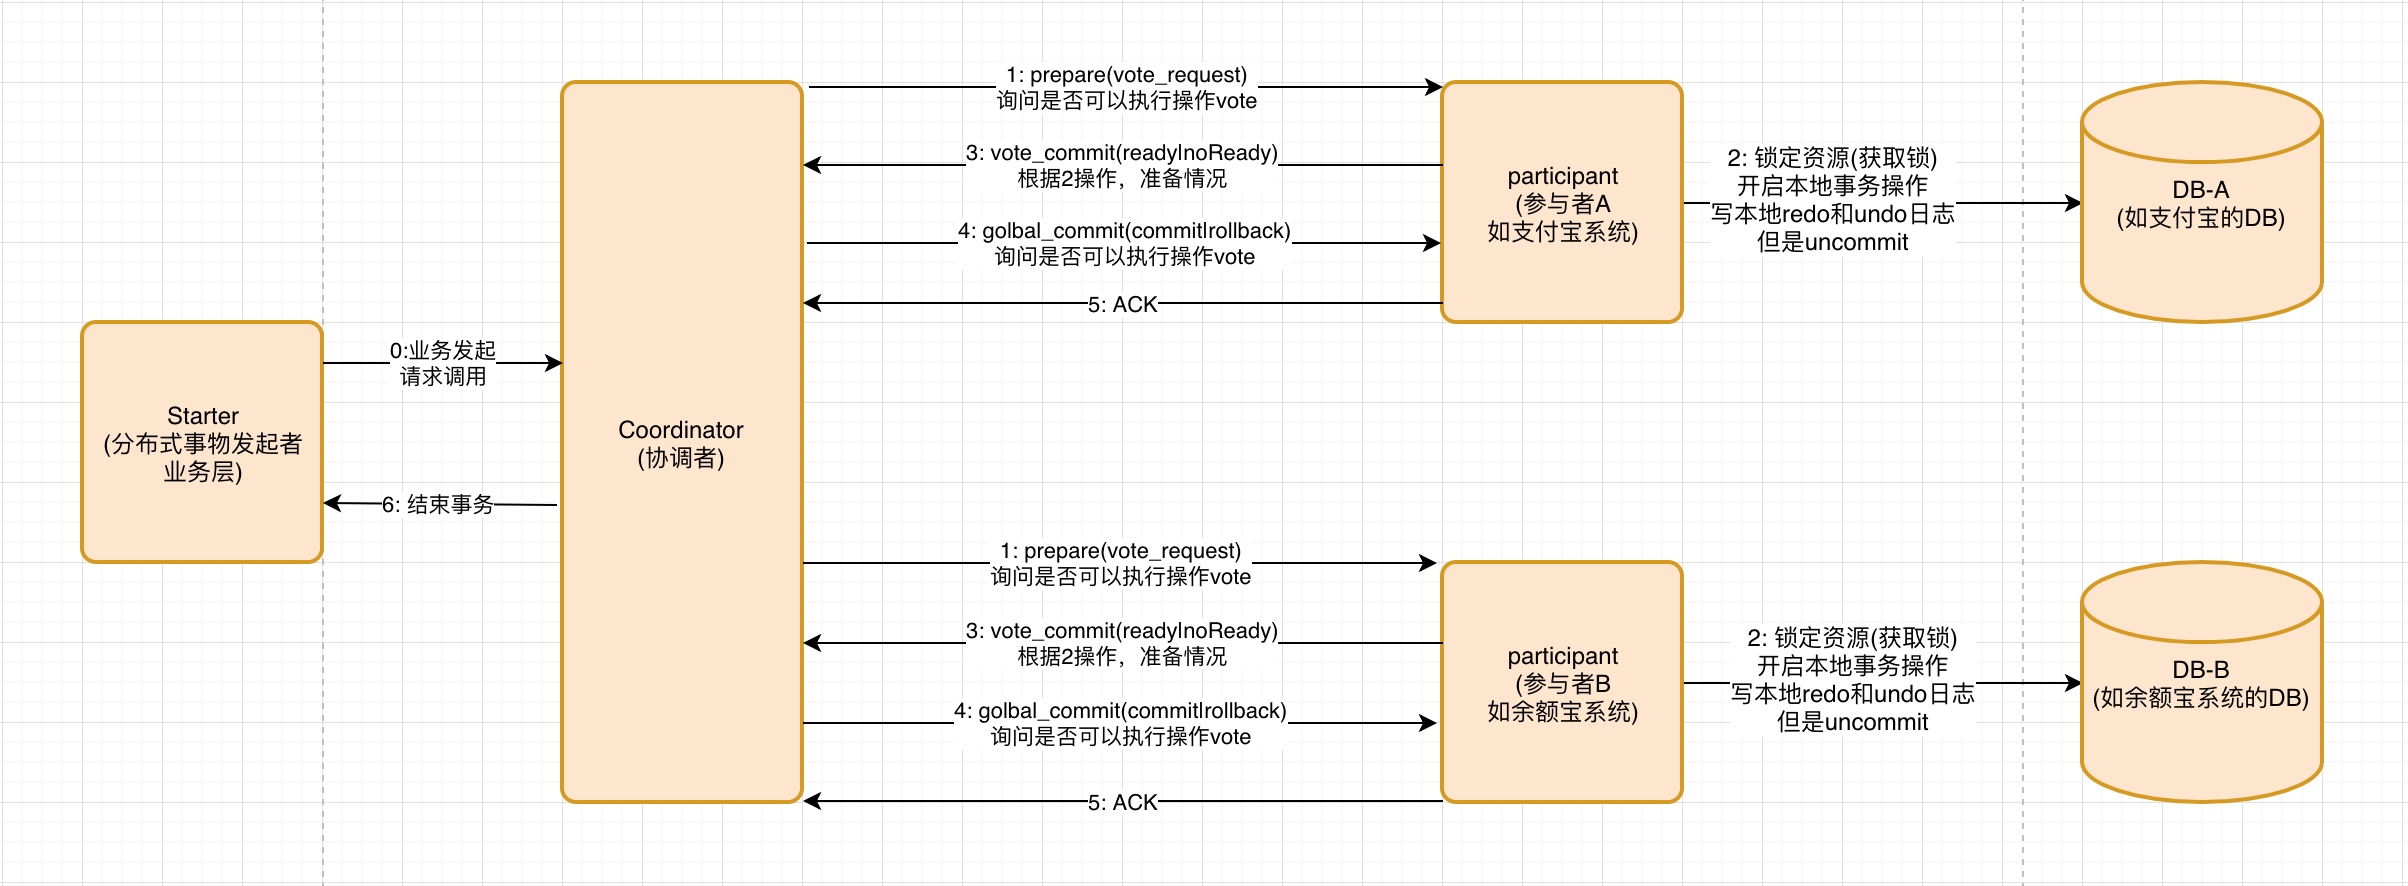 0:业务发起
请求调用
Starter
(分布式事物发起者
业务层)
6: 结束事务
Coordinator
(协调者)
1: prepare(vote_request)
询问是否可以执行操作vote
3: vote_commit(ready|noReady)
根据2操作，准备情况
4: golbal_commit(commit|rollback)
询问是否可以执行操作vote
5: ACK
participant
(参与者A
如支付宝系统)
2: 锁定资源(获取锁)
开启本地事务操作
写本地redo和undo日志
但是uncommit
DB-A
(如支付宝的DB)
1: prepare(vote_request)
询问是否可以执行操作vote
3: vote_commit(ready|noReady)
根据2操作，准备情况
4: golbal_commit(commit|rollback)
询问是否可以执行操作vote
5: ACK
participant
(参与者B
如余额宝系统)
2: 锁定资源(获取锁)
开启本地事务操作
写本地redo和undo日志
但是uncommit
DB-B
(如余额宝系统的DB)